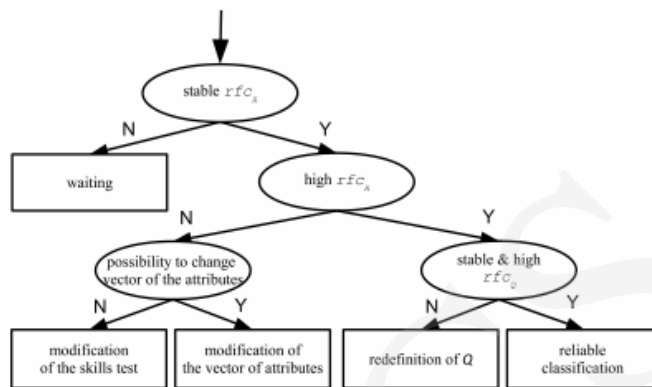 stable rfc_A
N
Y
waiting
high rfc_A
N
Y
possibility to change
vector of the attributes
stable & high
rfc_Q
N
Y
N
Y
modification
of the skills test
modification of
the vector of attributes
redefinition of Q
reliable
classification